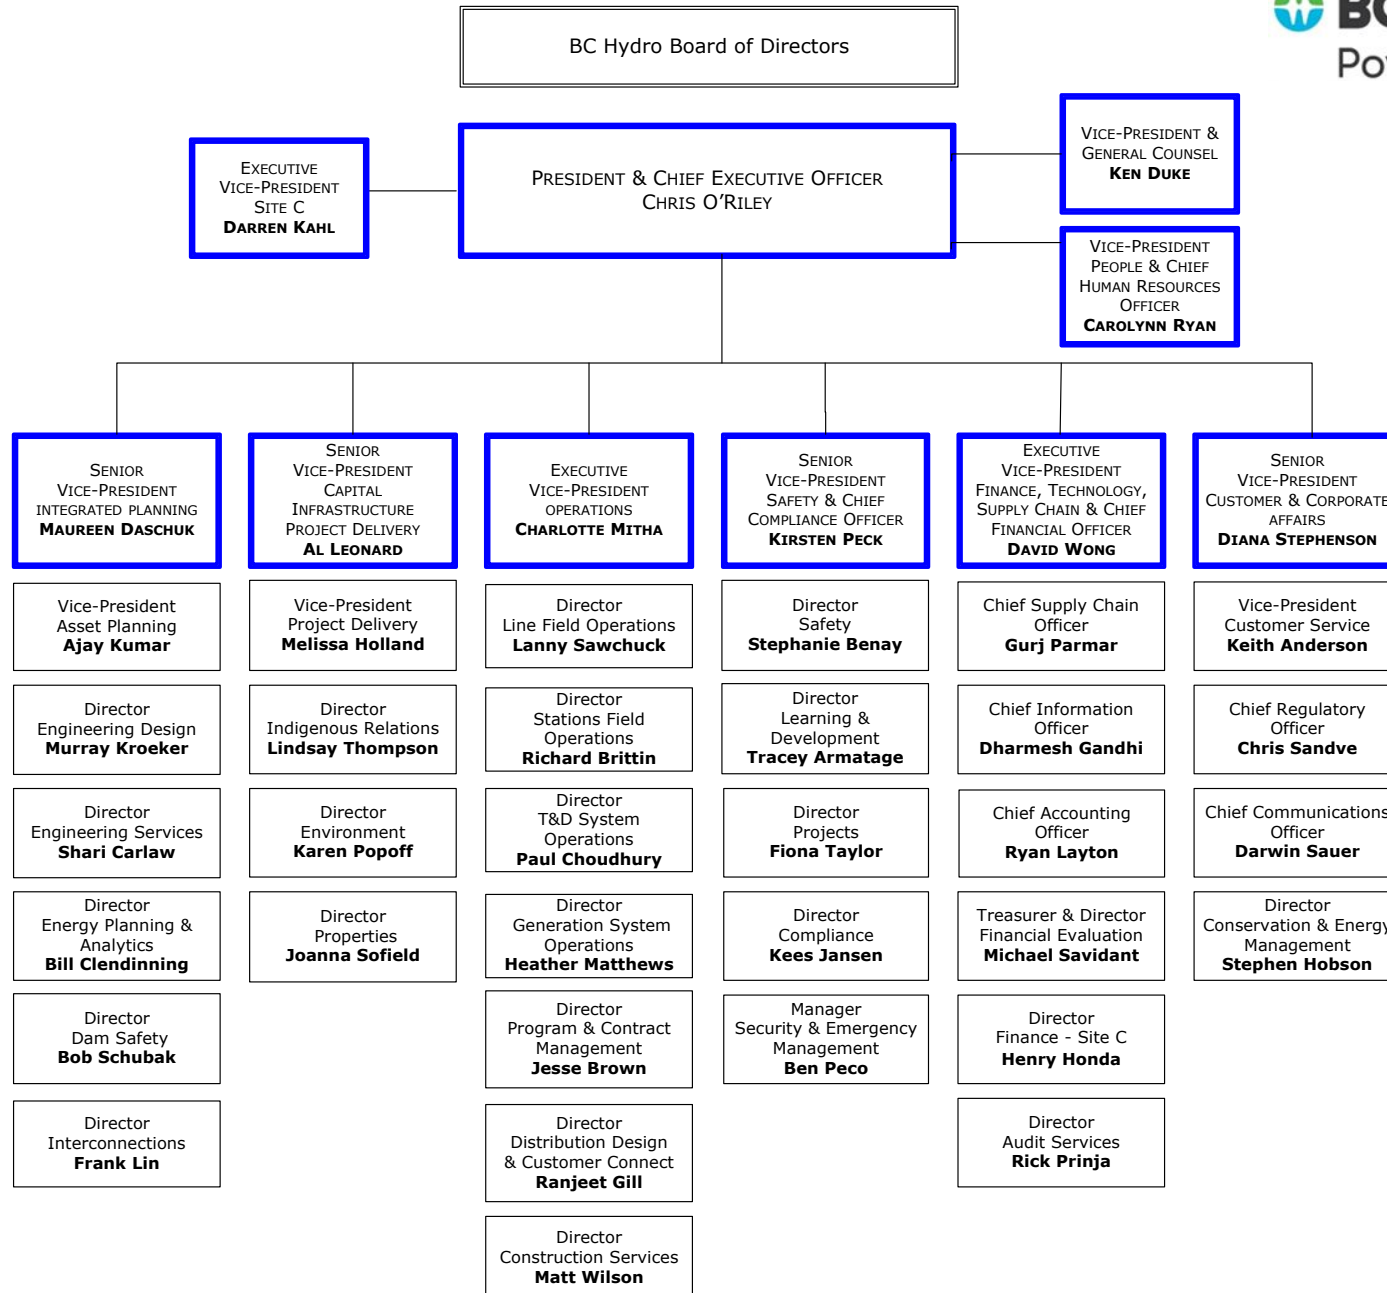 BC Hydro Board of Directors
VICE-PRESIDENT &
GENERAL COUNSEL
KEN DUKE
EXECUTIVE
VICE-PRESIDENT
SITE C
DARREN KAHL
PRESIDENT & CHIEF EXECUTIVE OFFICER
CHRIS O'RILEY
VICE-PRESIDENT
PEOPLE & CHIEF
HUMAN RESOURCES
OFFICER
CAROLYNN RYAN
SENIOR
VICE-PRESIDENT
INTEGRATED PLANNING
MAUREEN DASCHUK
SENIOR
VICE-PRESIDENT
CAPITAL
INFRASTRUCTURE
PROJECT DELIVERY
AL LEONARD
EXECUTIVE
VICE-PRESIDENT
OPERATIONS
CHARLOTTE MITHA
SENIOR
VICE-PRESIDENT
SAFETY & CHIEF
COMPLIANCE OFFICER
KIRSTEN PECK
EXECUTIVE
VICE-PRESIDENT
FINANCE, TECHNOLOGY,
SUPPLY CHAIN & CHIEF
FINANCIAL OFFICER
DAVID WONG
SENIOR
VICE-PRESIDENT
CUSTOMER & CORPORATE
AFFAIRS
DIANA STEPHENSON
Vice-President
Asset Planning
Ajay Kumar
Vice-President
Project Delivery
Melissa Holland
Director
Line Field Operations
Lanny Sawchuck
Director
Safety
Stephanie Benay
Chief Supply Chain
Officer
Gurj Parmar
Vice-President
Customer Service
Keith Anderson
Director
Engineering Design
Murray Kroeker
Director
Indigenous Relations
Lindsay Thompson
Director
Stations Field
Operations
Richard Brittin
Director
Learning &
Development
Tracey Armatage
Chief Information
Officer
Dharmesh Gandhi
Chief Regulatory
Officer
Chris Sandve
Director
Engineering Services
Shari Carlaw
Director
Environment
Karen Popoff
Director
T&D System
Operations
Paul Choudhury
Director
Projects
Fiona Taylor
Chief Accounting
Officer
Ryan Layton
Chief Communications
Officer
Darwin Sauer
Director
Energy Planning &
Analytics
Bill Clendinning
Director
Properties
Joanna Sofield
Director
Generation System
Operations
Heather Matthews
Director
Compliance
Kees Jansen
Treasurer & Director
Financial Evaluation
Michael Savidant
Director
Conservation & Energy
Management
Stephen Hobson
Director
Dam Safety
Bob Schubak
Director
Program & Contract
Management
Jesse Brown
Manager
Security & Emergency
Management
Ben Peco
Director
Finance - Site C
Henry Honda
Director
Interconnections
Frank Lin
Director
Distribution Design
& Customer Connect
Ranjeet Gill
Director
Audit Services
Rick Prinja
Director
Construction Services
Matt Wilson